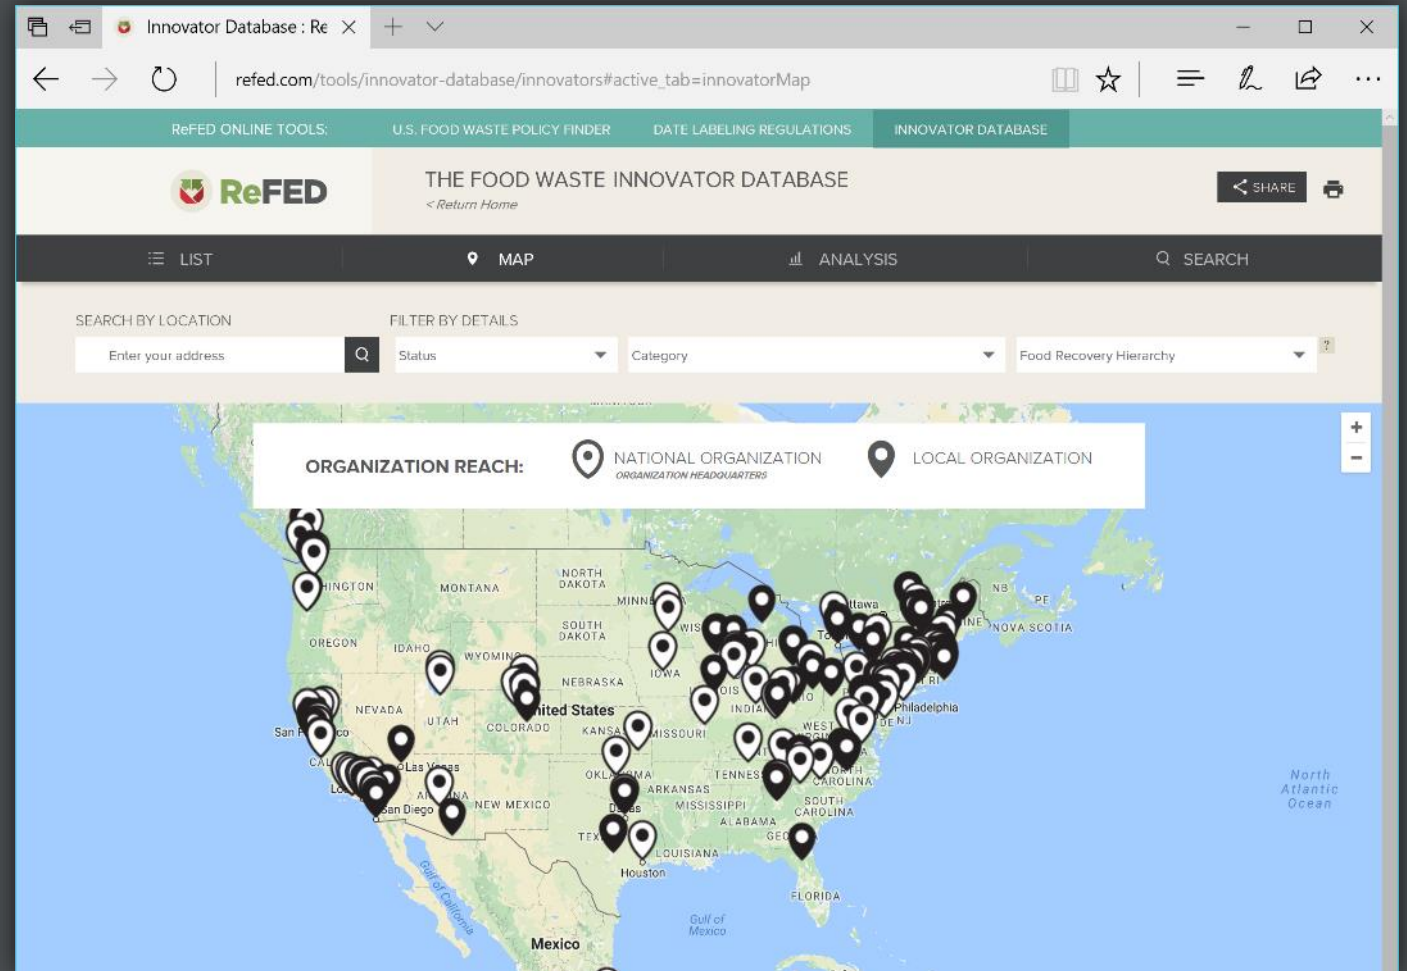 Innovator Database : Re
refed.com/tools/innovator-database/innovators#active_tab=innovatorMap
ReFED ONLINE TOOLS:
U.S. FOOD WASTE POLICY FINDER
DATE LABELING REGULATIONS
INNOVATOR DATABASE
ReFED
THE FOOD WASTE INNOVATOR DATABASE
< Return Home
SHARE
LIST
MAP
ANALYSIS
SEARCH
SEARCH BY LOCATION
FILTER BY DETAILS
Enter your address
Status
Category
Food Recovery Hierarchy
?
+
−
ORGANIZATION REACH:
NATIONAL ORGANIZATION
ORGANIZATION HEADQUARTERS
LOCAL ORGANIZATION
MONTANA
NORTH
DAKOTA
NB
PE
NOVA SCOTIA
SOUTH
DAKOTA
OREGON
IDAHO
IOWA
NEBRASKA
Philadelphia
NEVADA
UTAH
COLORADO
MISSOURI
WEST
NJ
DE
Las Vegas
ARKANSAS
CAROLINA
San Diego
NEW MEXICO
MISSISSIPPI
SOUTH
CAROLINA
ALABAMA
LOUISIANA
Houston
FLORIDA
North
Atlantic
Ocean
Gulf of California
Gulf of
Mexico
Mexico